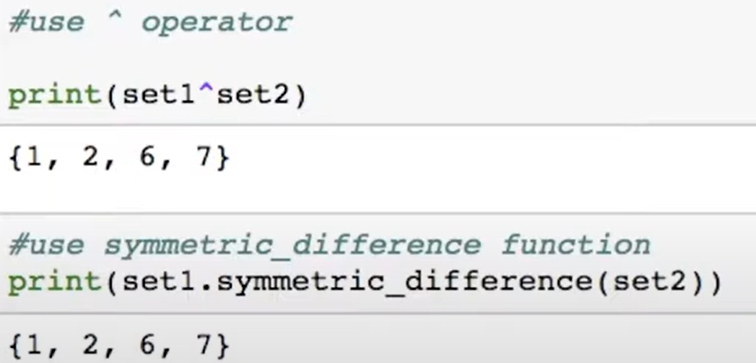 #use ^ operator
print(set1^set2)
{1, 2, 6, 7}
#use symmetric_difference function
print(set1.symmetric_difference(set2))
{1, 2, 6, 7}